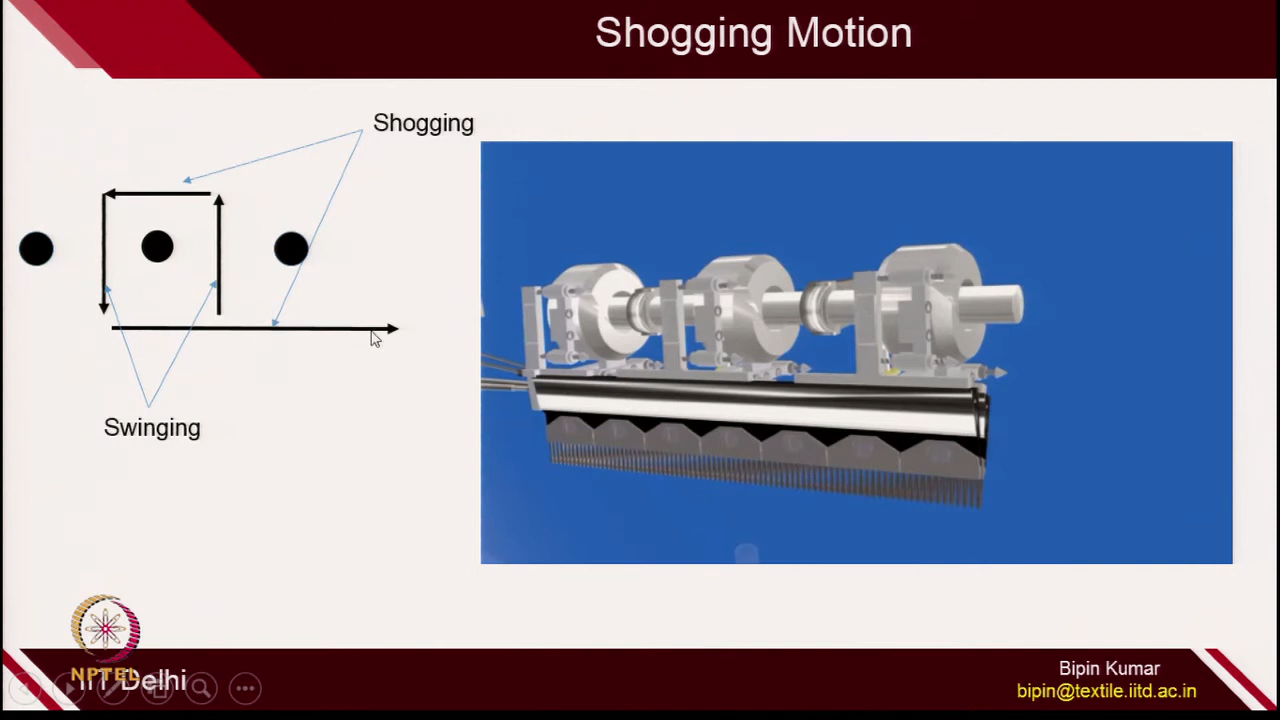 Shogging Motion
Shogging
Swinging
NPTEL
IIT Delhi
Bipin Kumar
bipin@textile.iitd.ac.in